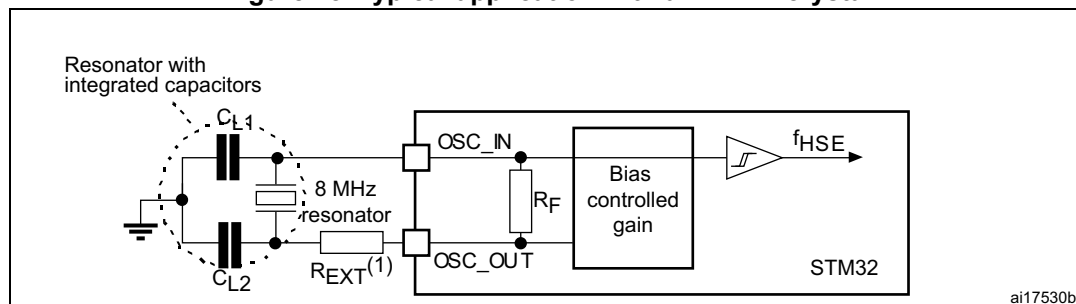 Resonator with
integrated capacitors
CL1
OSC_IN
fHSE
8 MHz
resonator
RF
Bias
controlled
gain
REXT(1)
OSC_OUT
STM32
CL2
ai17530b